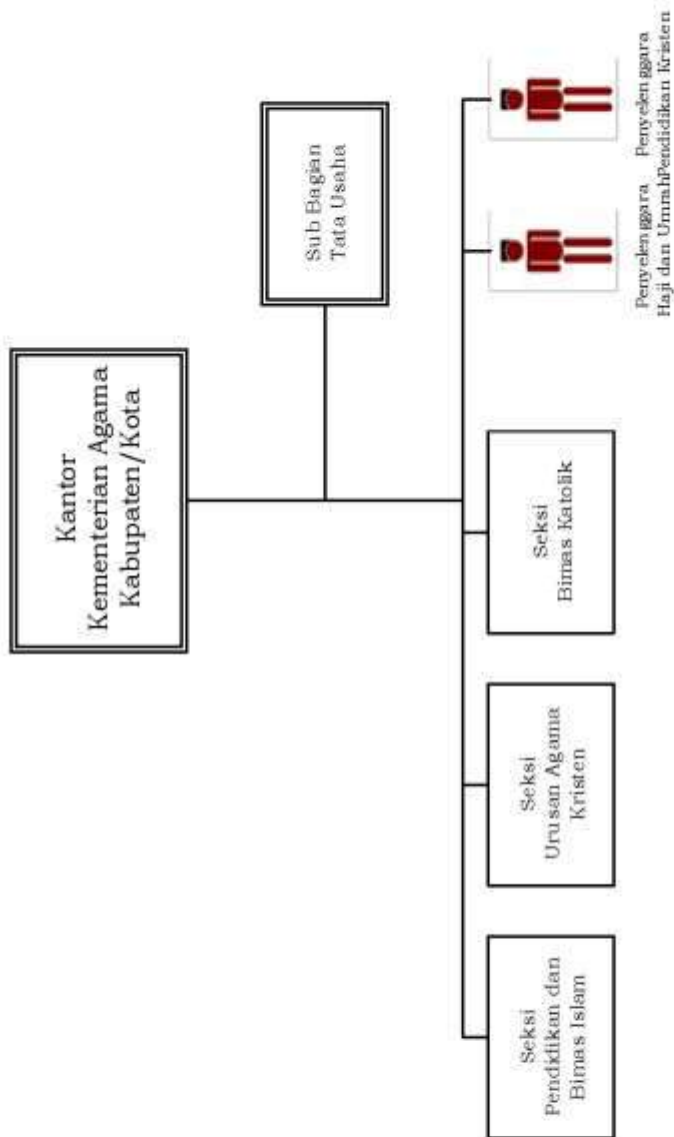 Kantor
Kementerian Agama
Kabupaten/Kota
Sub Bagian
Tata Usaha
Seksi
Pendidikan dan
Bimas Islam
Seksi
Urusan Agama
Kristen
Seksi
Bimas Katolik
Penyelenggara
Haji dan Umrah
Penyelenggara
Pendidikan Kristen